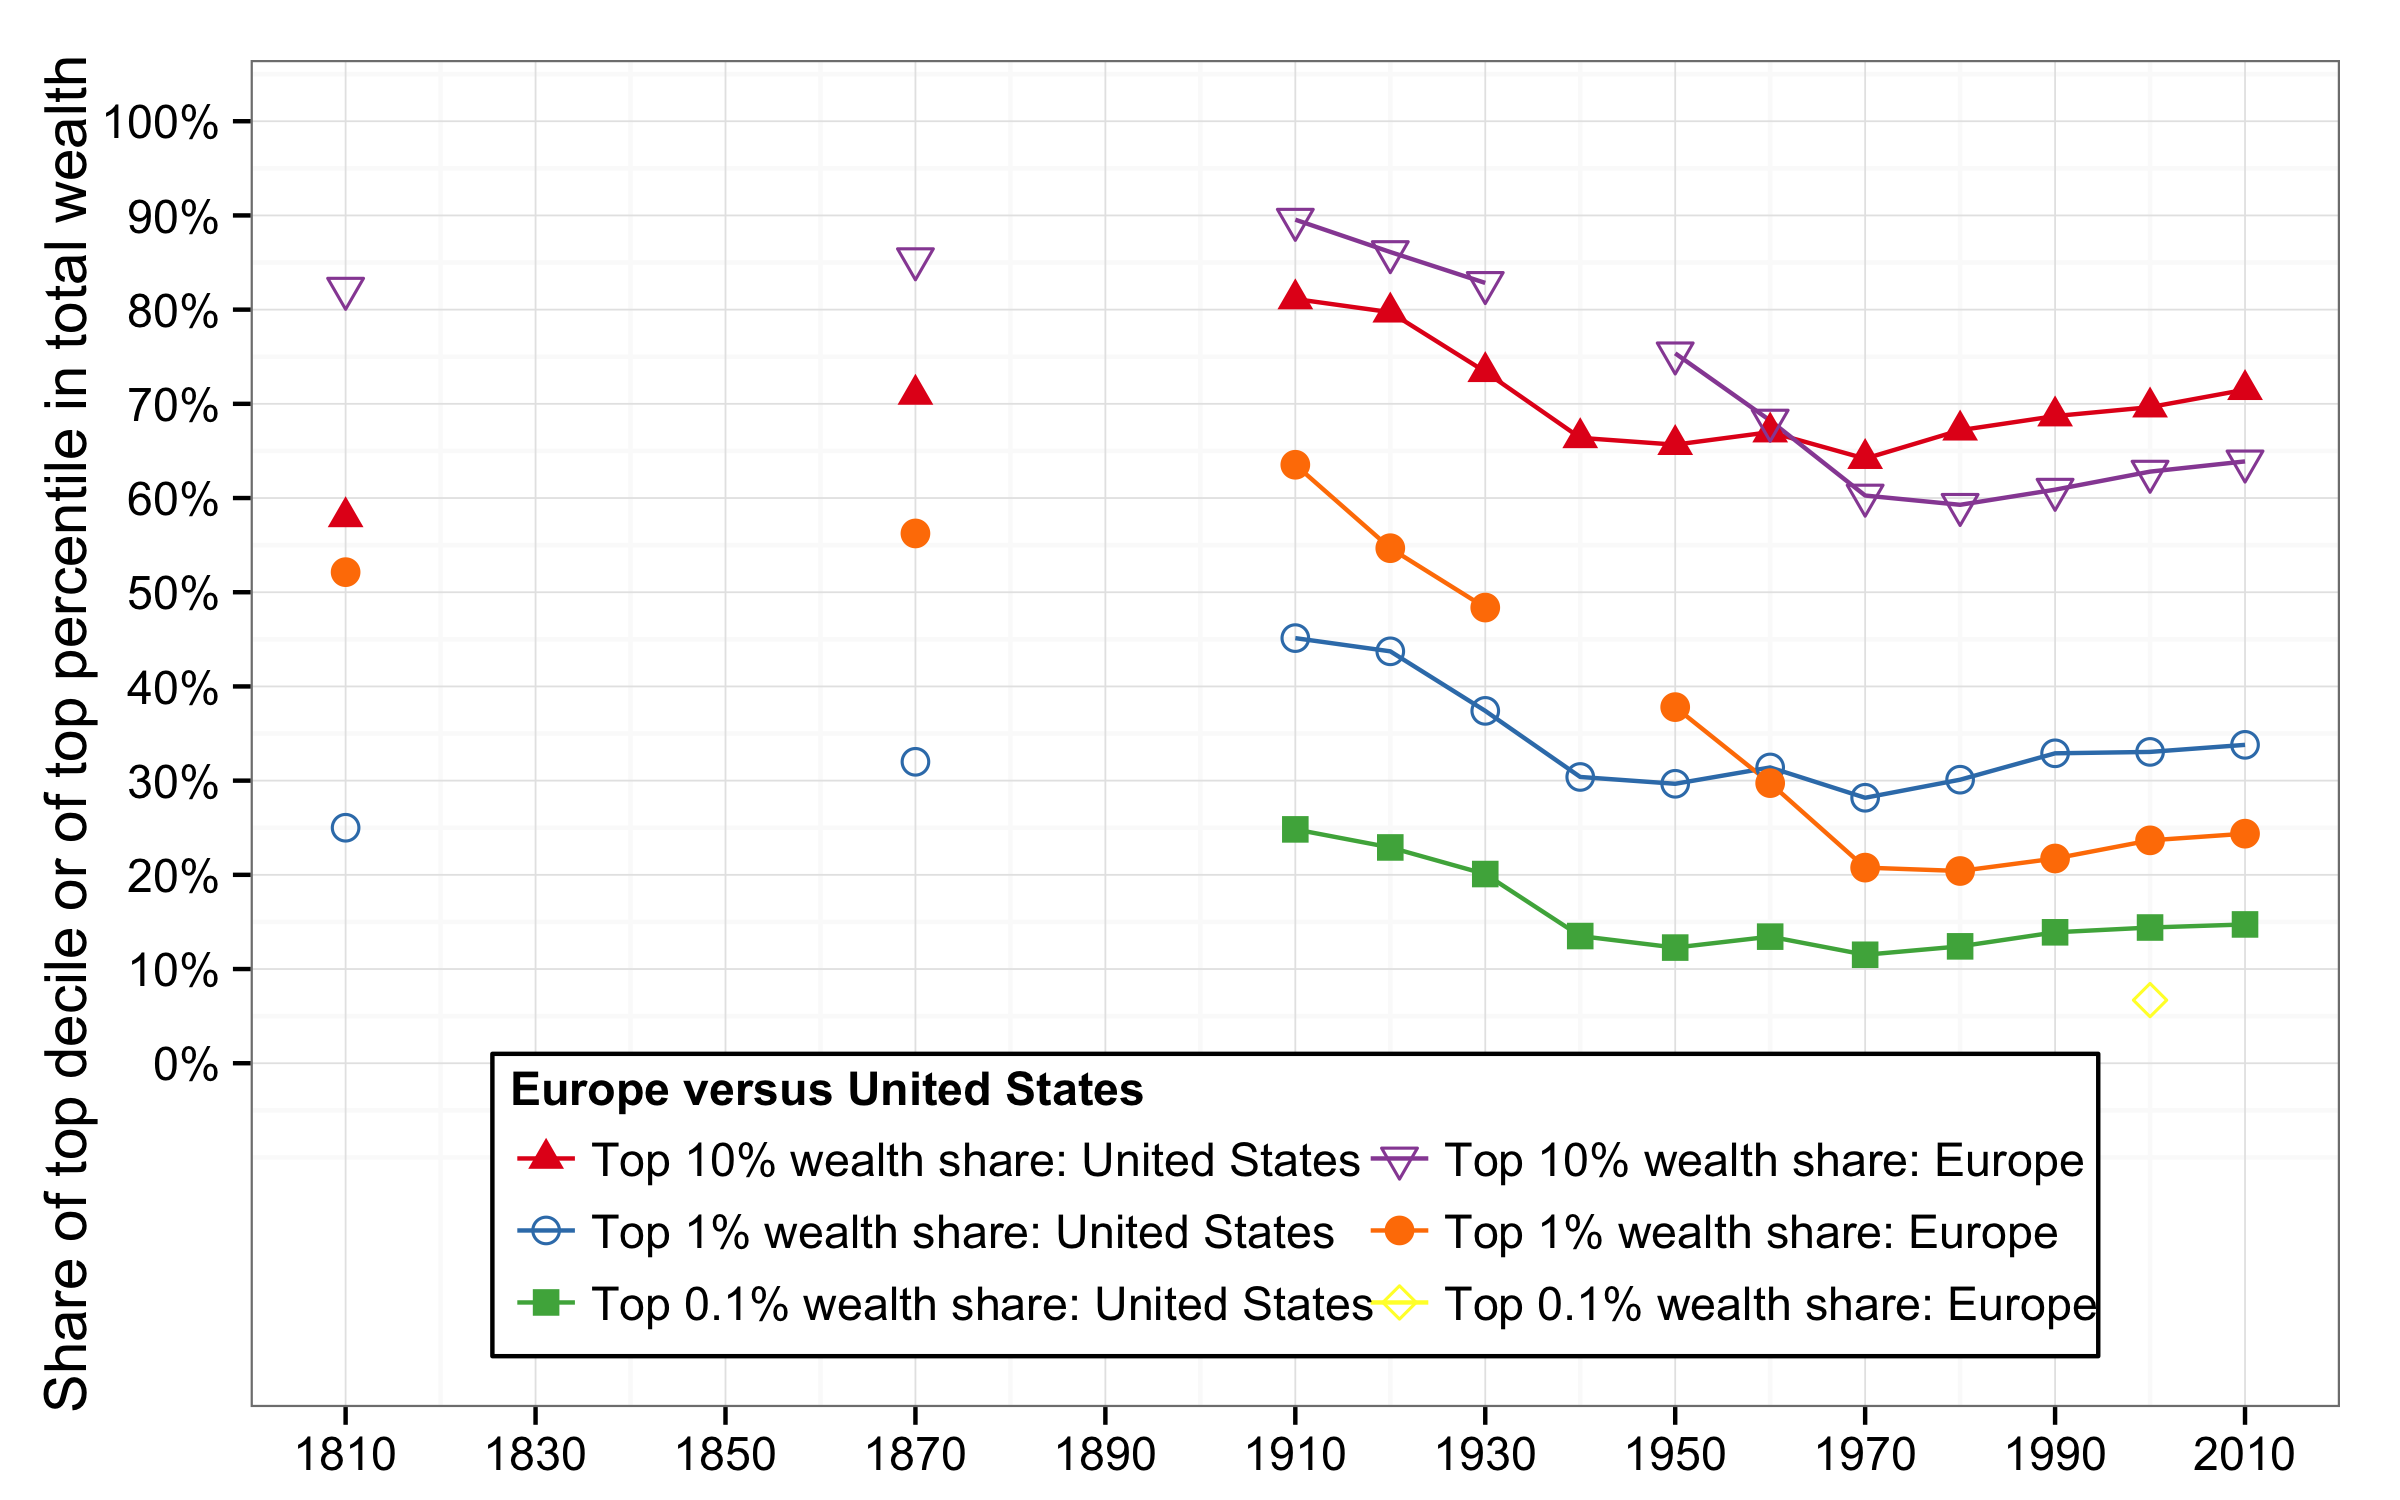 Share of top decile or of top percentile in total wealth
100%
90%
80%
70%
60%
50%
40%
30%
20%
10%
0%
Europe versus United States
Top 10% wealth share: United States
Top 10% wealth share: Europe
Top 1% wealth share: United States
Top 1% wealth share: Europe
Top 0.1% wealth share: United States
Top 0.1% wealth share: Europe
1810 1830 1850 1870 1890 1910 1930 1950 1970 1990 2010